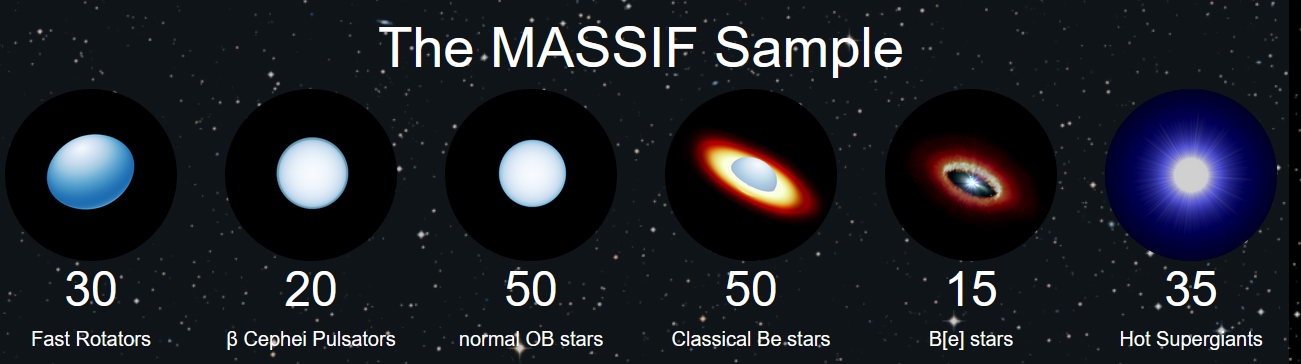 The MASSIF Sample
30 20 50 50 15 35
Fast Rotators β Cephei Pulsators normal OB stars Classical Be stars B[e] stars Hot Supergiants